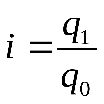 i = q₁/q₀